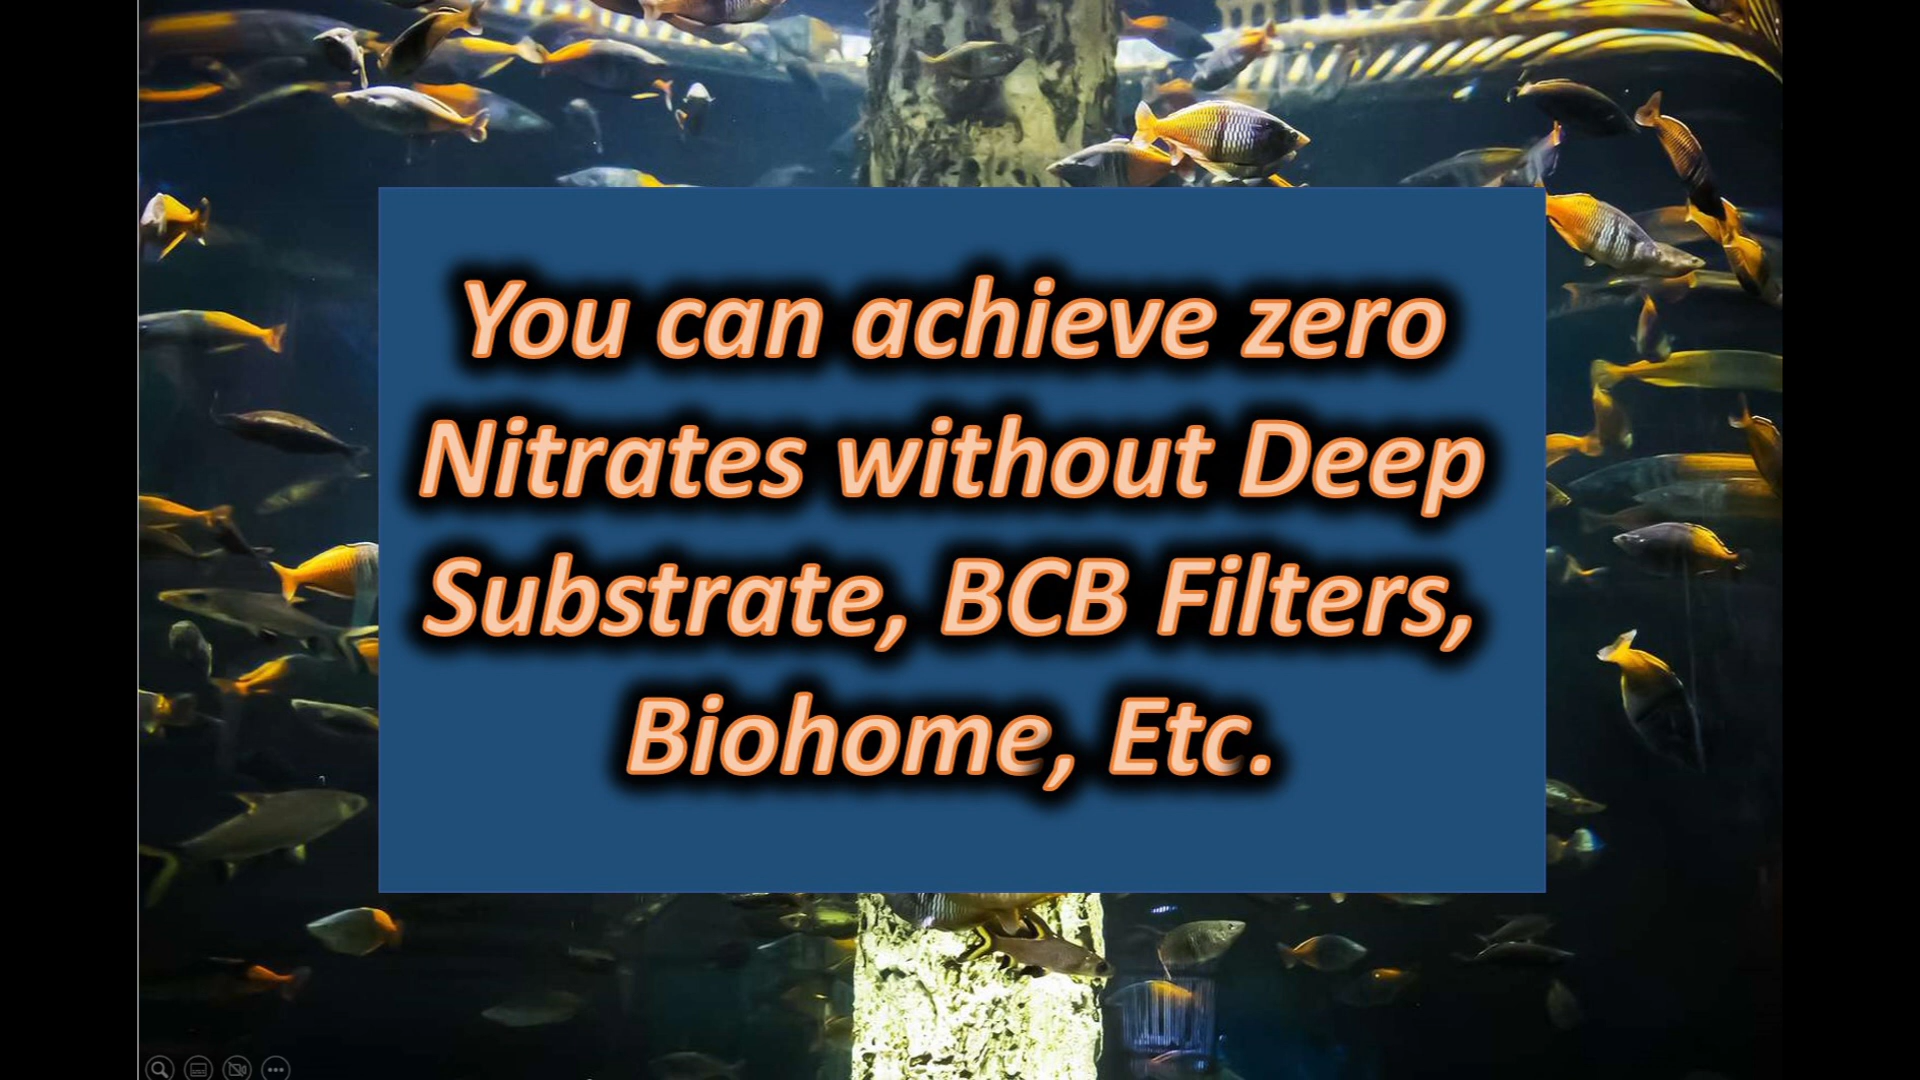 You can achieve zero
Nitrates without Deep
Substrate, BCB Filters,
Biohome, Etc.